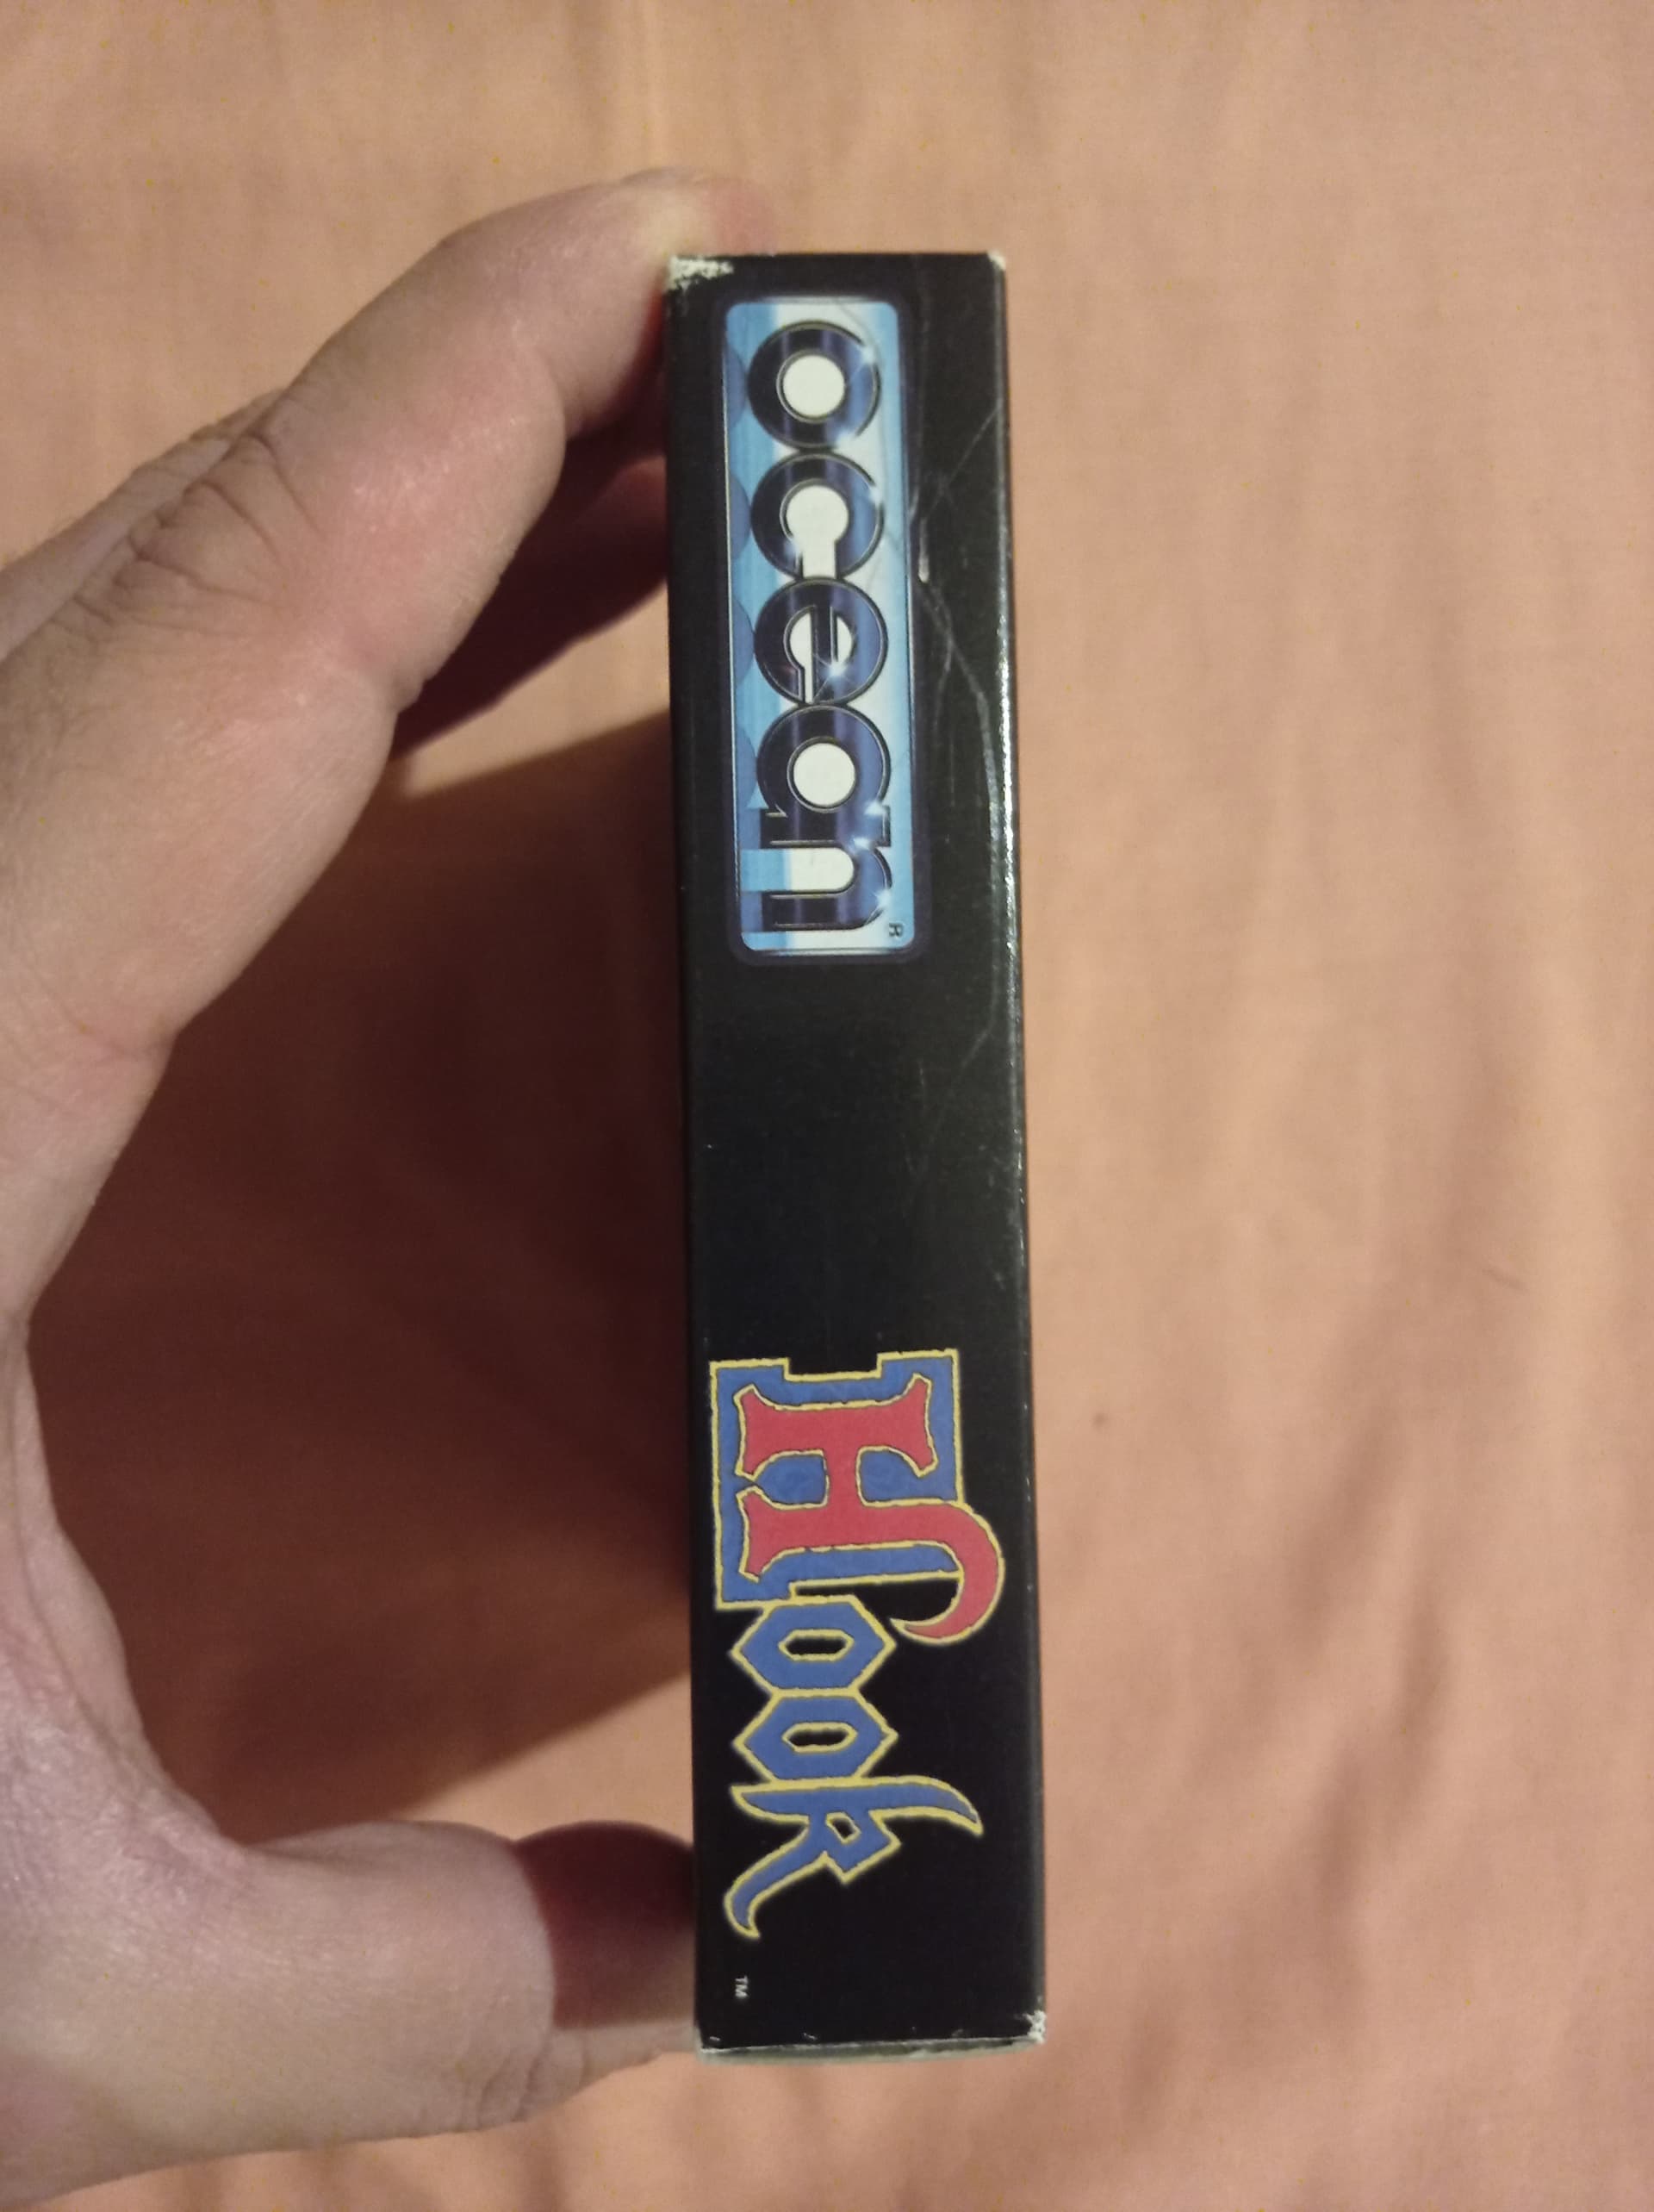 ocean ®
Hook ™